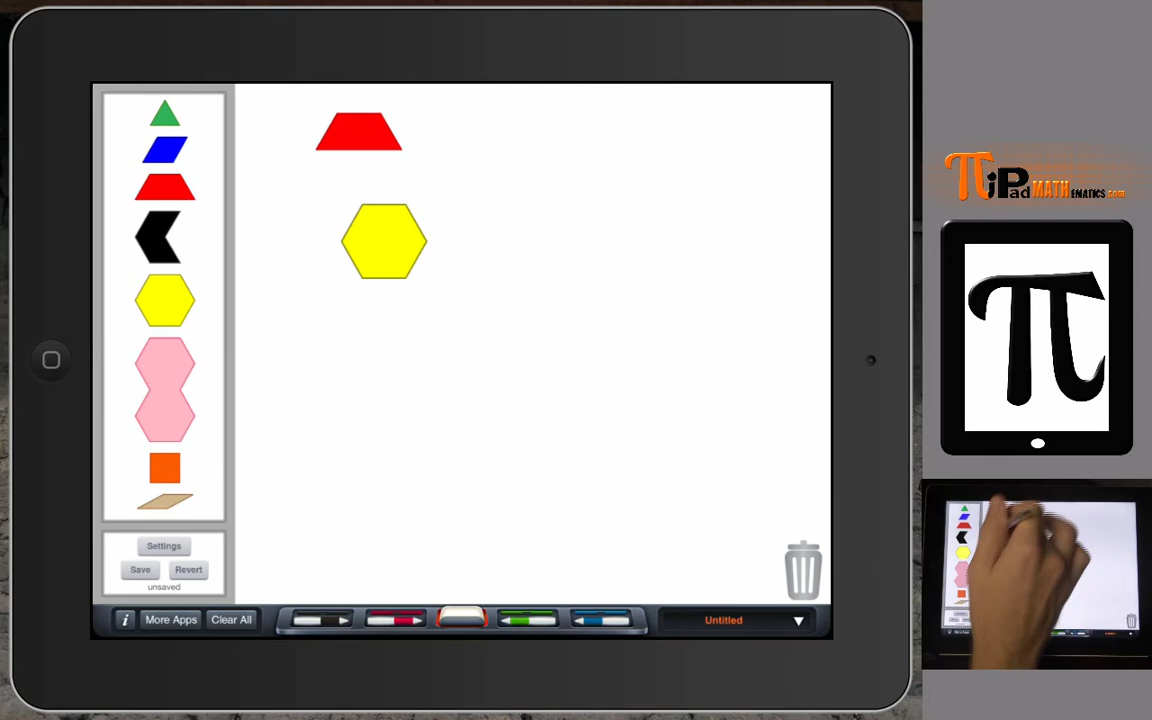 Settings
Save Revert
unsaved
i More Apps Clear All
Untitled
iPad MATHEMATICS.com